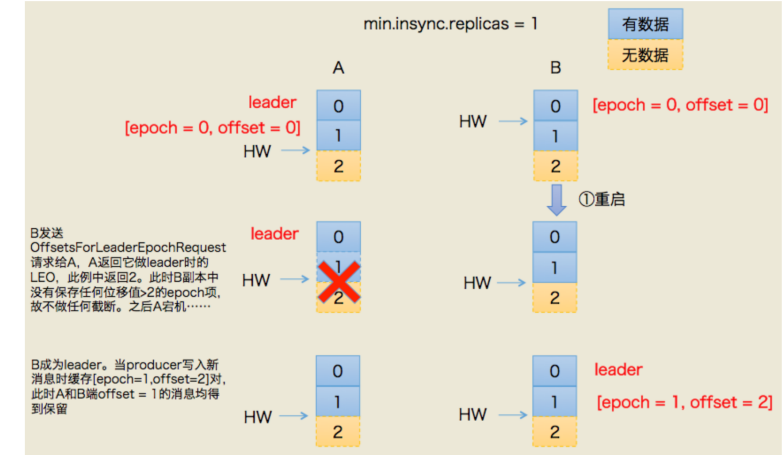 min.insync.replicas = 1
有数据
无数据
A
B
leader
[epoch = 0, offset = 0]
HW
0
1
2
HW
0
1
2
[epoch = 0, offset = 0]
①重启
B发送
OffsetsForLeaderEpochRequest
请求给A，A返回它做leader时的
LEO，此例中返回2。此时B副本中
没有保存任何位移值>2的epoch项,
故不做任何截断。之后A宕机……
leader
HW
0
1
2
HW
0
1
2
B成为leader。当producer写入新
消息时缓存[epoch=1,offset=2]对,
此时A和B端offset = 1的消息均得
到保留
HW
0
1
2
HW
0
1
2
leader
[epoch = 1, offset = 2]